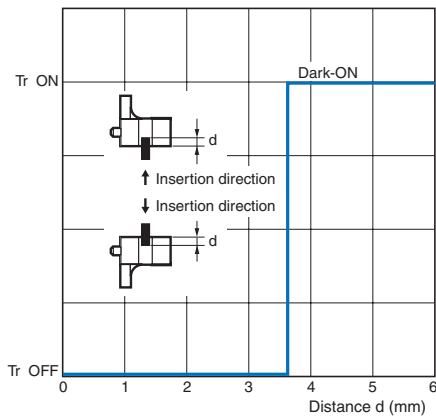 Tr ON
Dark-ON
d
Insertion direction
Insertion direction
d
Tr OFF
0 1 2 3 4 5 6
Distance d (mm)